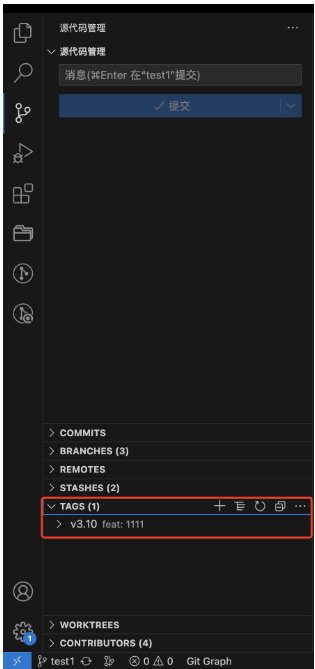 源代码管理
源代码管理
消息(⌘Enter 在"test1"提交)
提交
COMMITS
BRANCHES (3)
REMOTES
STASHES (2)
TAGS (1)
v3.10 feat: 1111
WORKTREES
CONTRIBUTORS (4)
1
test1 0 0 Git Graph